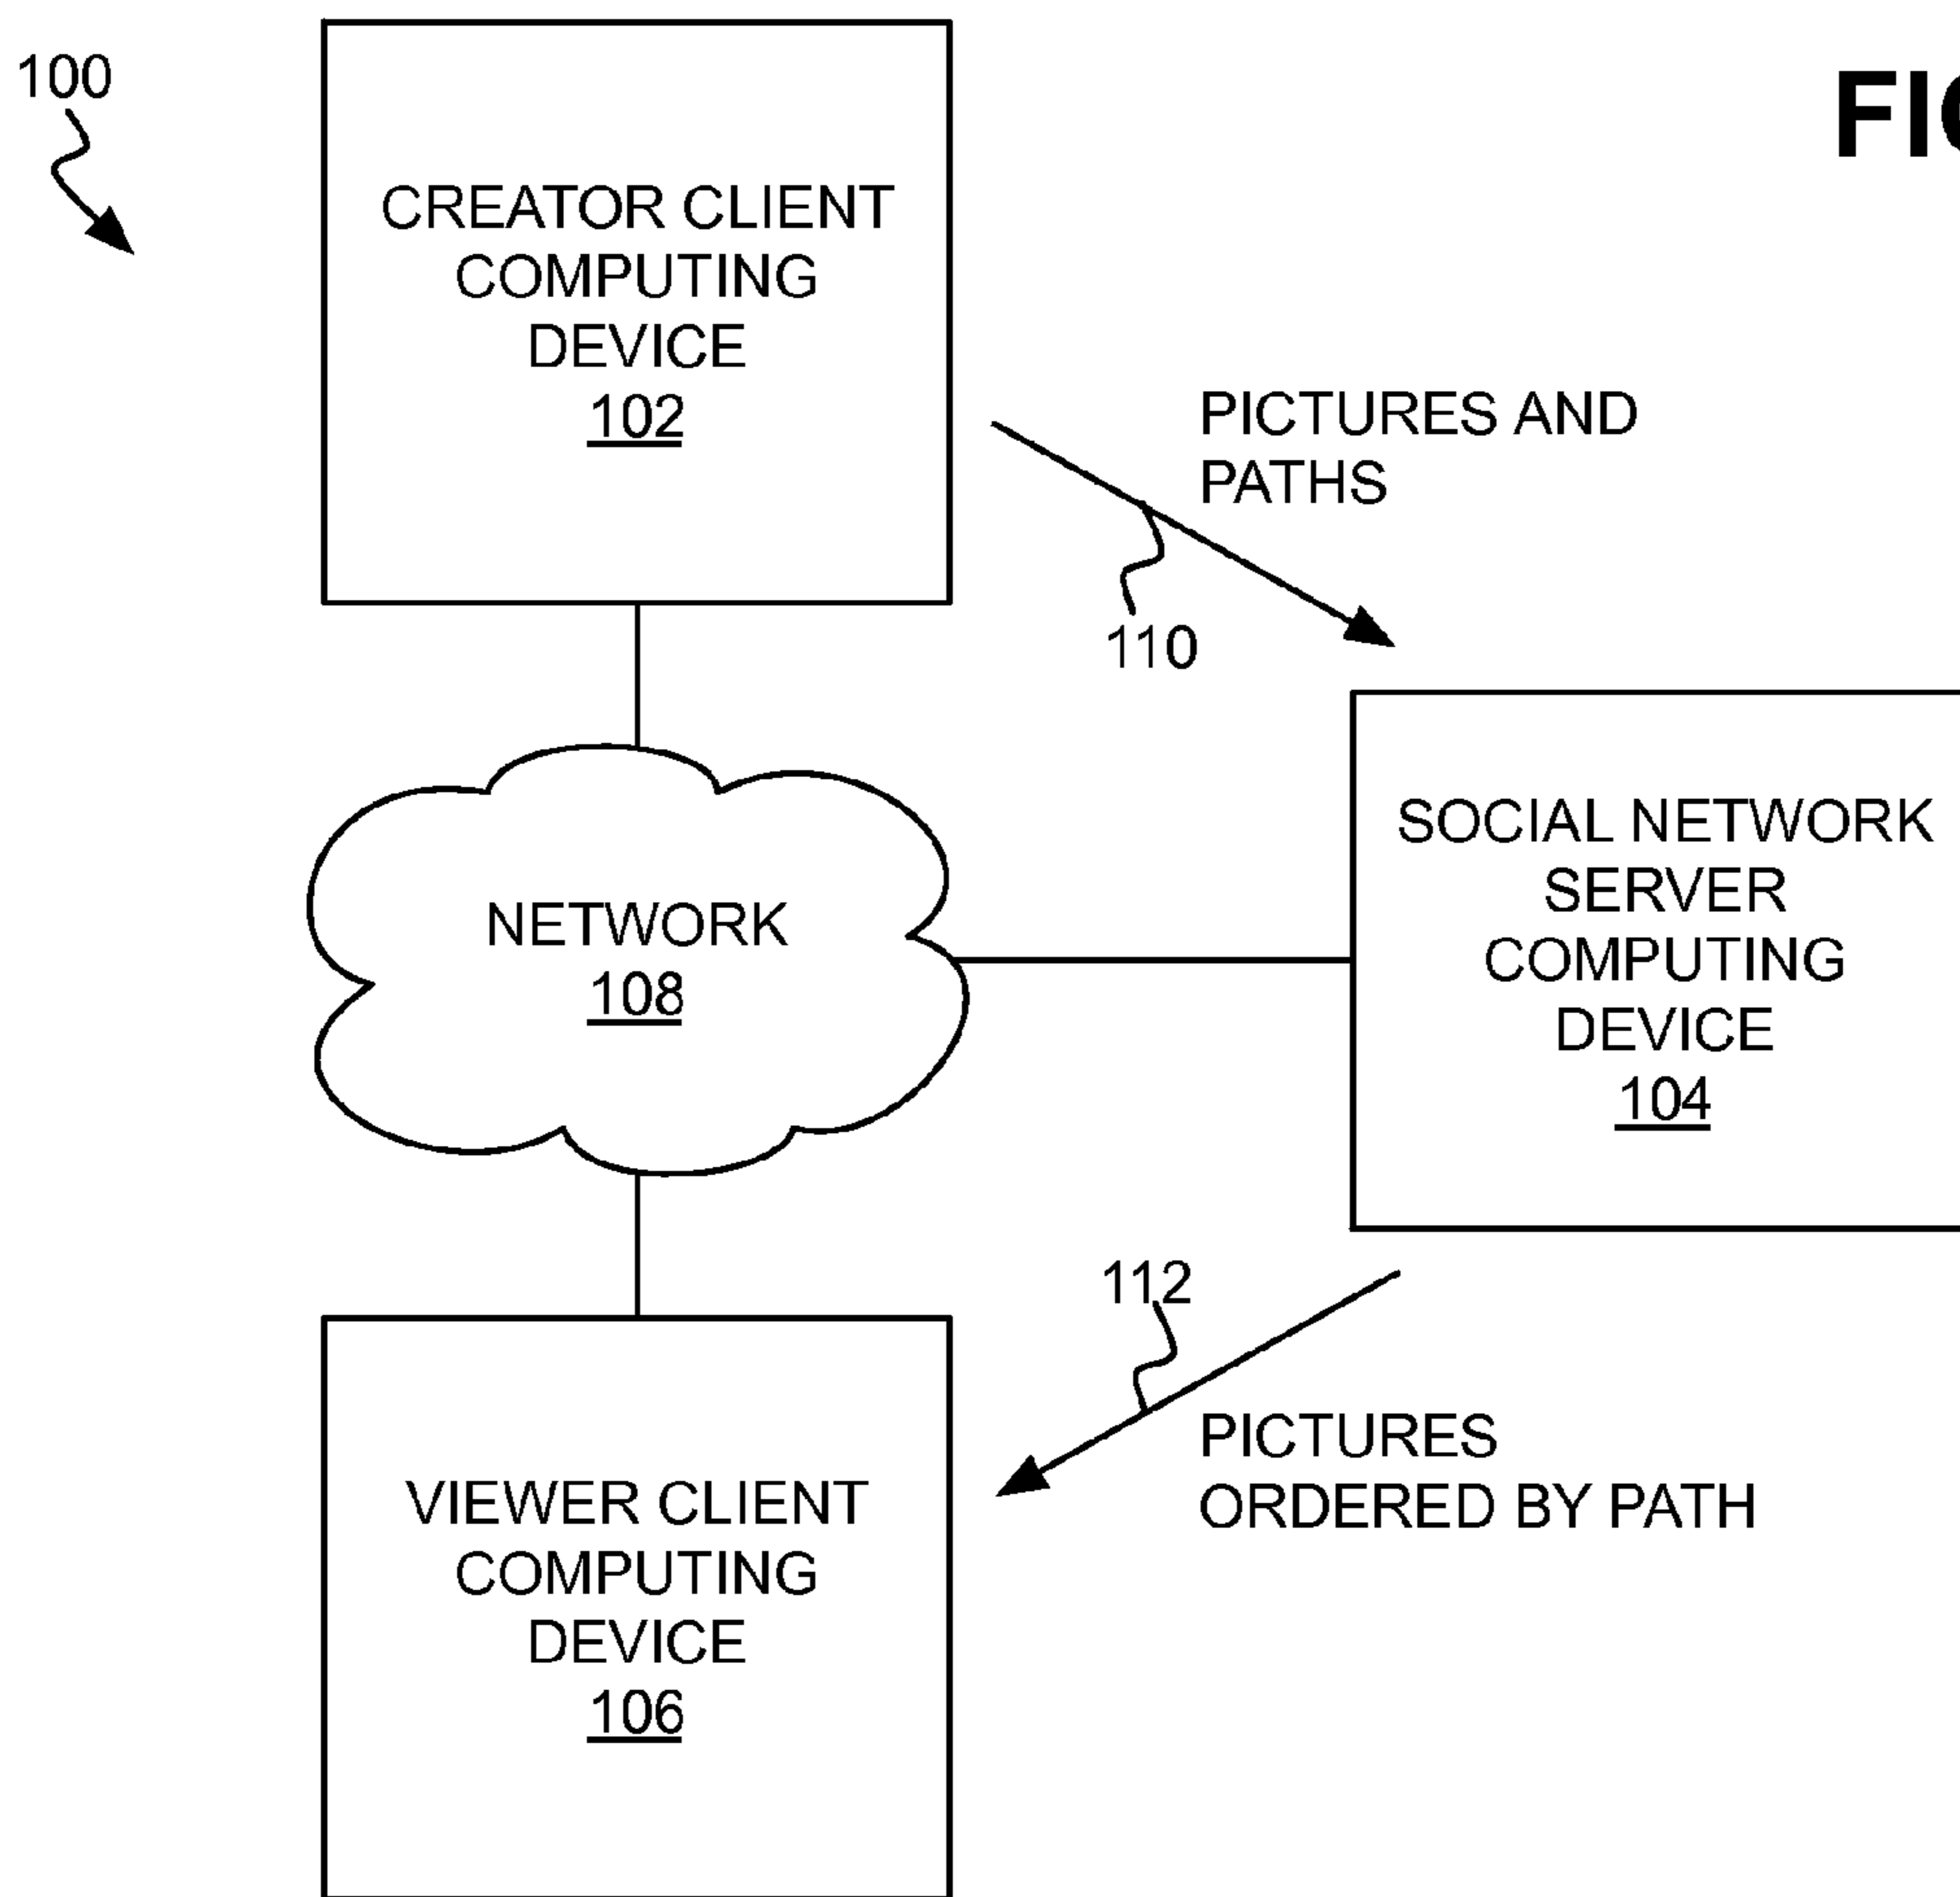 100
FIG
CREATOR CLIENT
COMPUTING
DEVICE
102
PICTURES AND
PATHS
110
SOCIAL NETWORK
SERVER
COMPUTING
DEVICE
104
NETWORK
108
112
PICTURES
ORDERED BY PATH
VIEWER CLIENT
COMPUTING
DEVICE
106